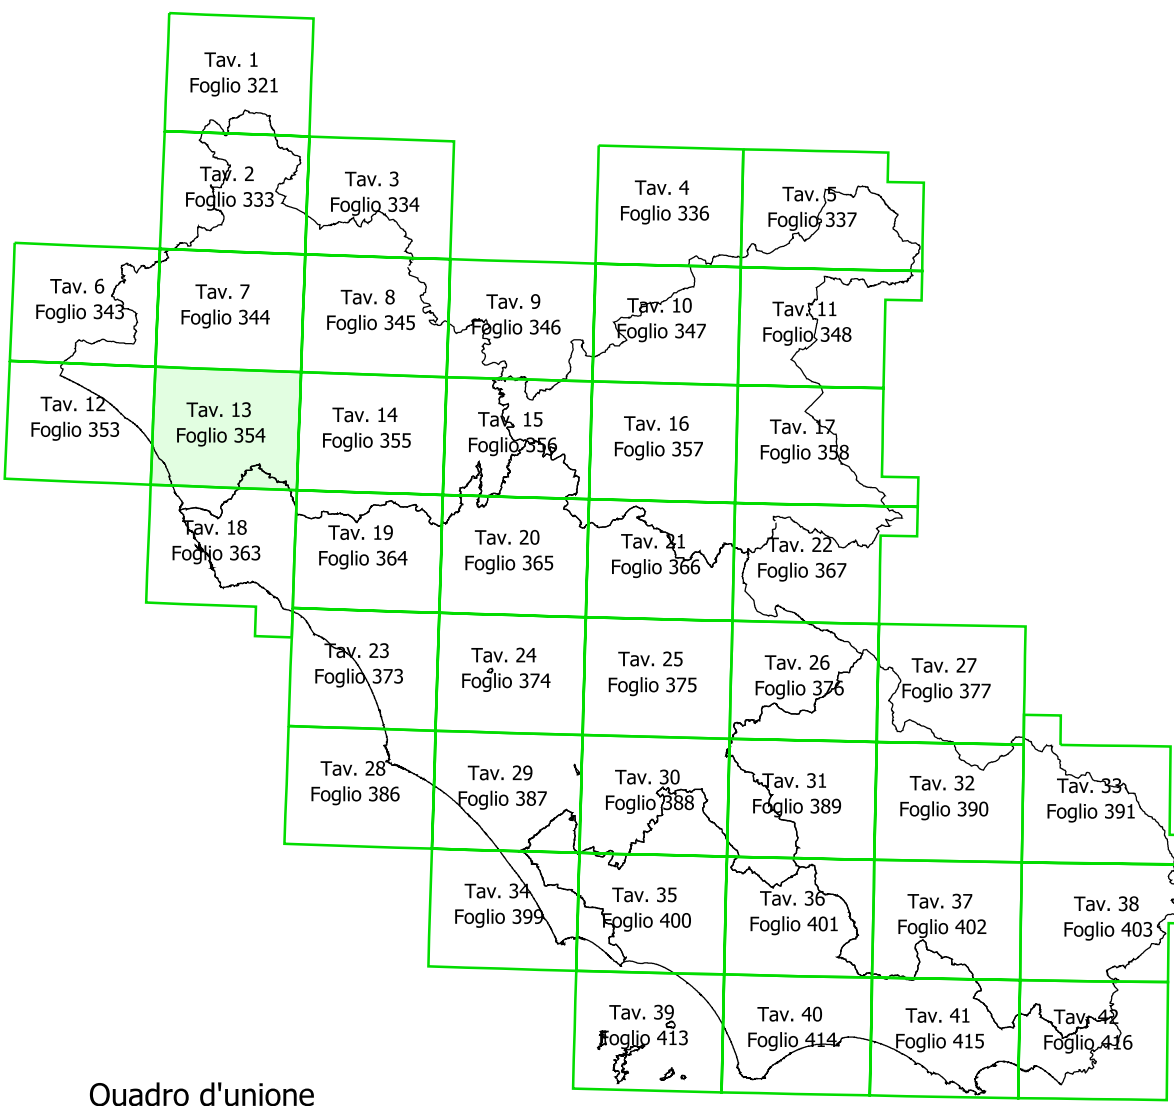 Tav. 1
Foglio 321
Tav. 2
Foglio 333
Tav. 3
Foglio 334
Tav. 4
Foglio 336
Tav. 5
Foglio 337
Tav. 6
Foglio 343
Tav. 7
Foglio 344
Tav. 8
Foglio 345
Tav. 9
Foglio 346
Tav. 10
Foglio 347
Tav. 11
Foglio 348
Tav. 12
Foglio 353
Tav. 13
Foglio 354
Tav. 14
Foglio 355
Tav. 15
Foglio 356
Tav. 16
Foglio 357
Tav. 17
Foglio 358
Tav. 18
Foglio 363
Tav. 19
Foglio 364
Tav. 20
Foglio 365
Tav. 21
Foglio 366
Tav. 22
Foglio 367
Tav. 23
Foglio 373
Tav. 24
Foglio 374
Tav. 25
Foglio 375
Tav. 26
Foglio 376
Tav. 27
Foglio 377
Tav. 28
Foglio 386
Tav. 29
Foglio 387
Tav. 30
Foglio 388
Tav. 31
Foglio 389
Tav. 32
Foglio 390
Tav. 33
Foglio 391
Tav. 34
Foglio 399
Tav. 35
Foglio 400
Tav. 36
Foglio 401
Tav. 37
Foglio 402
Tav. 38
Foglio 403
Tav. 39
Foglio 413
Tav. 40
Foglio 414
Tav. 41
Foglio 415
Tav. 42
Foglio 416
Quadro d'unione